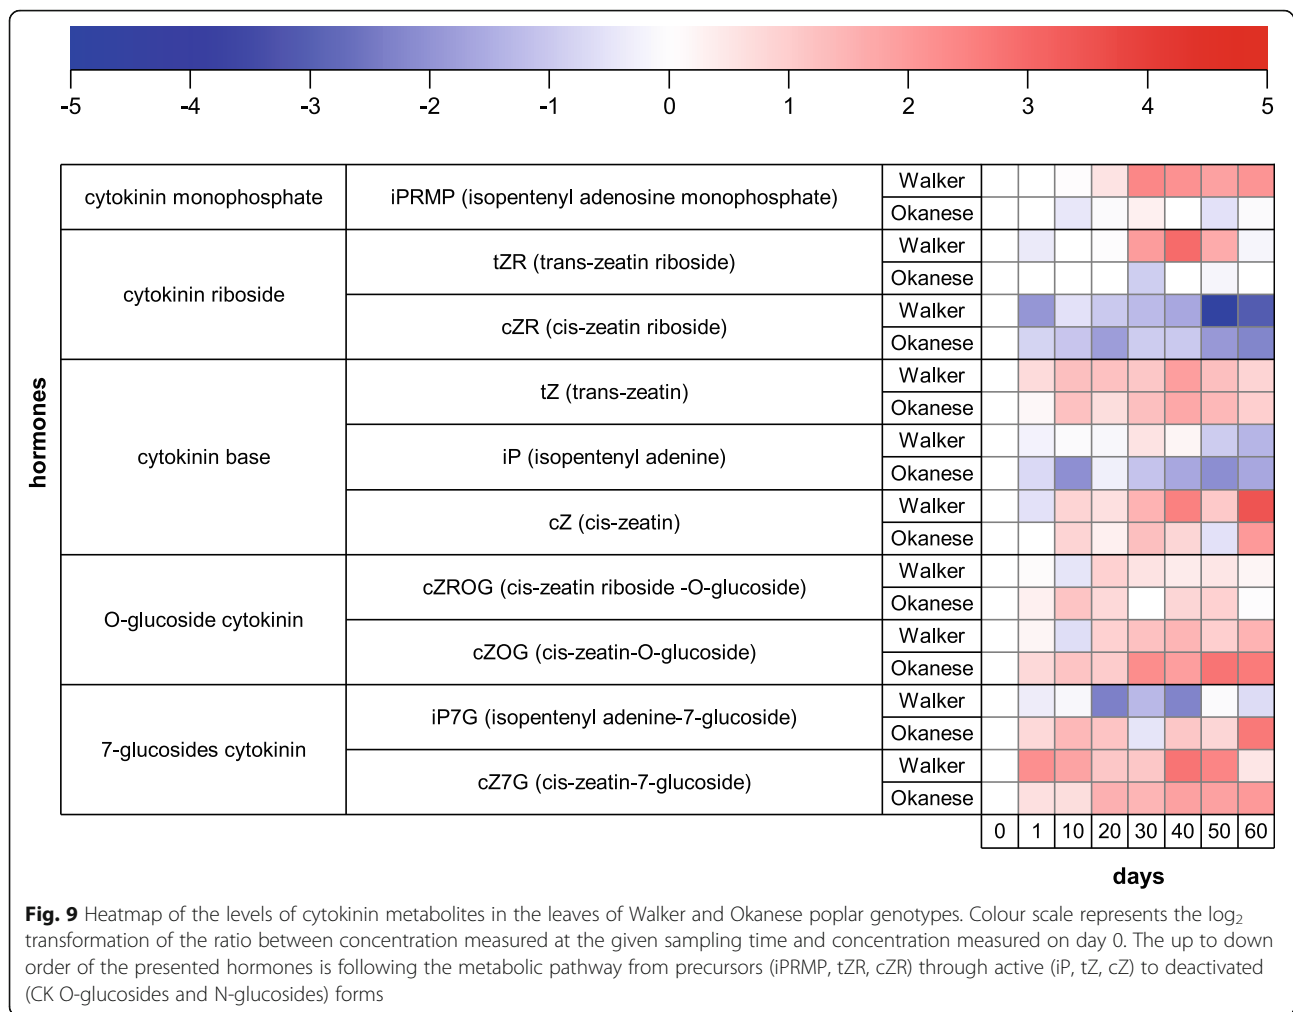 -5 -4 -3 -2 -1 0 1 2 3 4 5
hormones
cytokinin monophosphate
iPRMP (isopentenyl adenosine monophosphate)
Walker
Okanese
cytokinin riboside
tZR (trans-zeatin riboside)
Walker
Okanese
cZR (cis-zeatin riboside)
Walker
Okanese
cytokinin base
tZ (trans-zeatin)
Walker
Okanese
iP (isopentenyl adenine)
Walker
Okanese
cZ (cis-zeatin)
Walker
Okanese
O-glucoside cytokinin
cZROG (cis-zeatin riboside -O-glucoside)
Walker
Okanese
cZOG (cis-zeatin-O-glucoside)
Walker
Okanese
7-glucosides cytokinin
iP7G (isopentenyl adenine-7-glucoside)
Walker
Okanese
cZ7G (cis-zeatin-7-glucoside)
Walker
Okanese
0 1 10 20 30 40 50 60
days
Fig. 9 Heatmap of the levels of cytokinin metabolites in the leaves of Walker and Okanese poplar genotypes. Colour scale represents the log₂
transformation of the ratio between concentration measured at the given sampling time and concentration measured on day 0. The up to down
order of the presented hormones is following the metabolic pathway from precursors (iPRMP, tZR, cZR) through active (iP, tZ, cZ) to deactivated
(CK O-glucosides and N-glucosides) forms